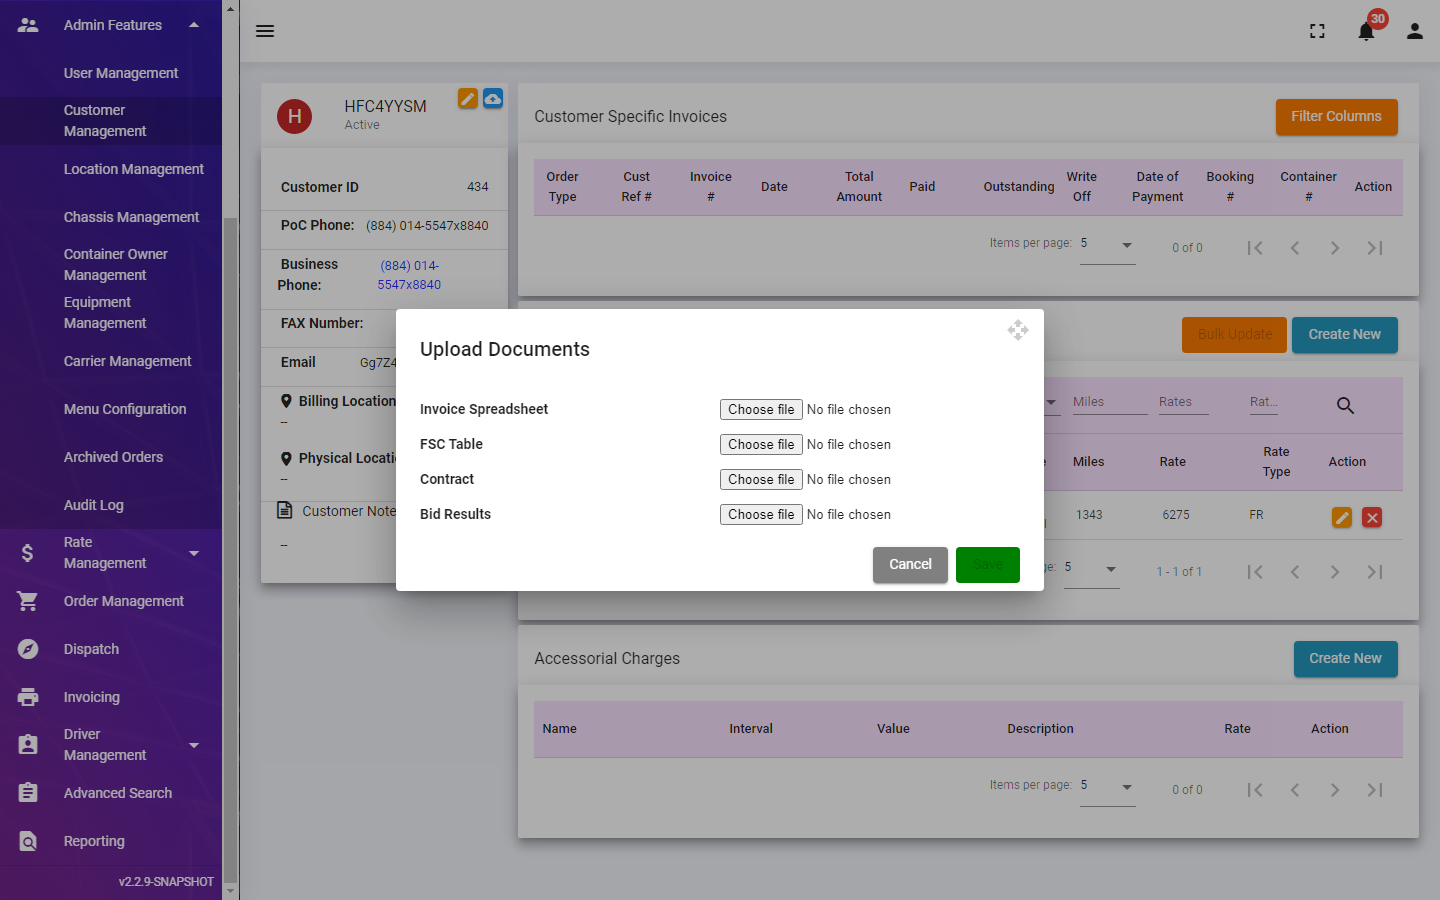 Admin Features
User Management
Customer
Management
Location Management
Chassis Management
Container Owner
Management
Equipment
Management
Carrier Management
Menu Configuration
Archived Orders
Audit Log
Rate
Management
Order Management
Dispatch
Invoicing
Driver
Management
Advanced Search
Reporting
v2.2.9-SNAPSHOT
30
H
HFC4YYSM
Active
Customer ID 434
PoC Phone: (884) 014-5547x8840
Business
Phone:
(884) 014-
5547x8840
FAX Number:
Email Gg7Z4
Billing Location
--
Physical Locati
--
Customer Note
--
Customer Specific Invoices
Filter Columns
Order
Type
Cust
Ref #
Invoice
#
Date
Total
Amount
Paid
Outstanding
Write
Off
Date of
Payment
Booking
#
Container
#
Action
Items per page: 5 0 of 0
Bulk Update
Create New
Miles Rates Rat...
Miles Rate
Rate
Type
Action
1343 6275 FR
ge: 5 1 - 1 of 1
Upload Documents
Invoice Spreadsheet Choose file No file chosen
FSC Table Choose file No file chosen
Contract Choose file No file chosen
Bid Results Choose file No file chosen
Cancel Save
Accessorial Charges
Create New
Name Interval Value Description Rate Action
Items per page: 5 0 of 0